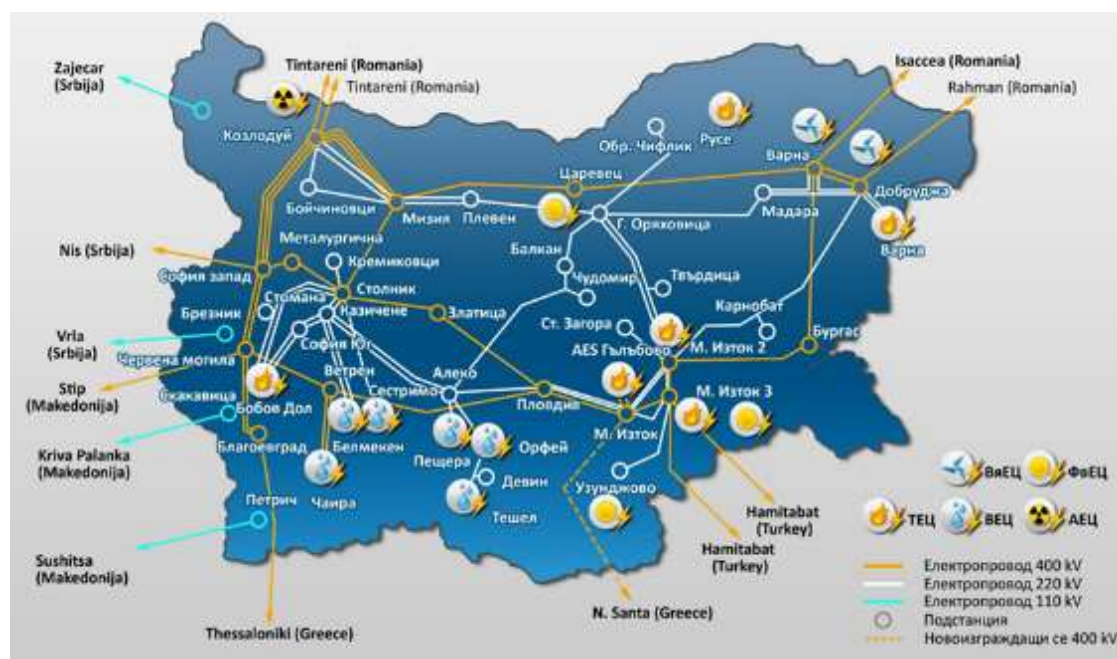 Zajecar
(Srbija)
Tintareni (Romania)
Tintareni (Romania)
Isaccea (Romania)
Rahman (Romania)
Козлодуй
Обр. Чифлик
Русе
Варна
Царевец
Добруджа
Бойчиновци
Мизия
Плевен
Мадара
Г. Оряховица
Варна
Металургична
Балкан
Nis (Srbija)
Кремиковци
София запад
Чудомир
Твърдица
Стомана
Столник
Карнобат
Брезник
Казичене
Златица
Ст. Загора
Бургас
Vrla
(Srbija)
София Юг
AES Гълъбово
М. Изток 2
Червена могила
Ветрен
Алеко
Stip
(Makedonija)
Сестримо
Скакавица
Бобов Дол
Пловдив
М. Изток 3
Благоевград
Белмекен
М. Изток
Kriva Palanka
(Makedonija)
Пещера
Орфей
Девин
Узунджово
Петрич
Чаира
Тешел
Hamitabat
(Turkey)
Sushitsa
(Makedonija)
Hamitabat
(Turkey)
N. Santa (Greece)
Thessaloniki (Greece)
ВяЕЦ
ФвЕЦ
ТЕЦ
ВЕЦ
АЕЦ
Електропровод 400 kV
Електропровод 220 kV
Електропровод 110 kV
Подстанция
Новоизграждащи се 400 kV